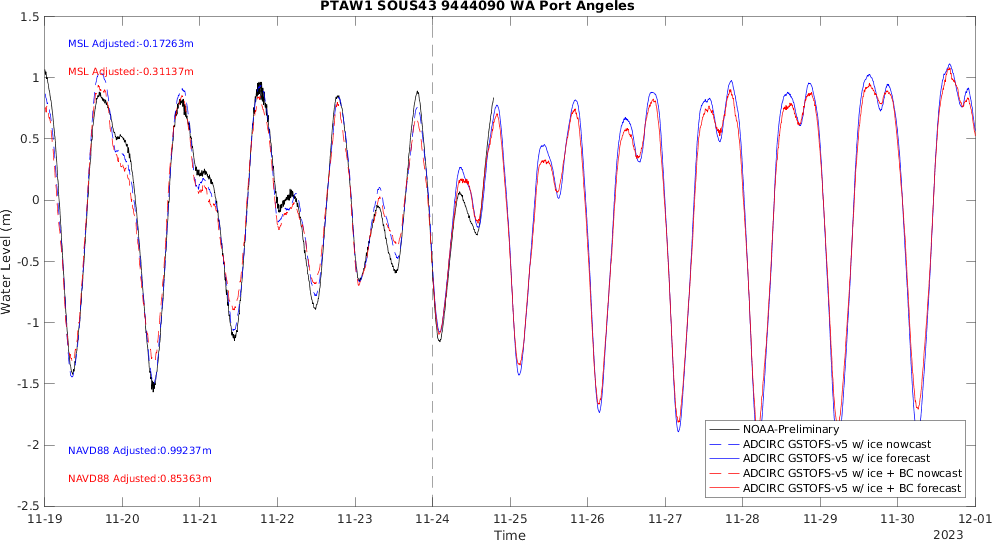 PTAW1 SOUS43 9444090 WA Port Angeles
MSL Adjusted:-0.17263m
MSL Adjusted:-0.31137m
NAVD88 Adjusted:0.99237m
NAVD88 Adjusted:0.85363m
Water Level (m)
1.5
1
0.5
0
-0.5
-1
-1.5
-2
-2.5
NOAA-Preliminary
ADCIRC GSTOFS-v5 w/ ice nowcast
ADCIRC GSTOFS-v5 w/ ice forecast
ADCIRC GSTOFS-v5 w/ ice + BC nowcast
ADCIRC GSTOFS-v5 w/ ice + BC forecast
11-19 11-20 11-21 11-22 11-23 11-24 11-25 11-26 11-27 11-28 11-29 11-30 12-01
Time
2023